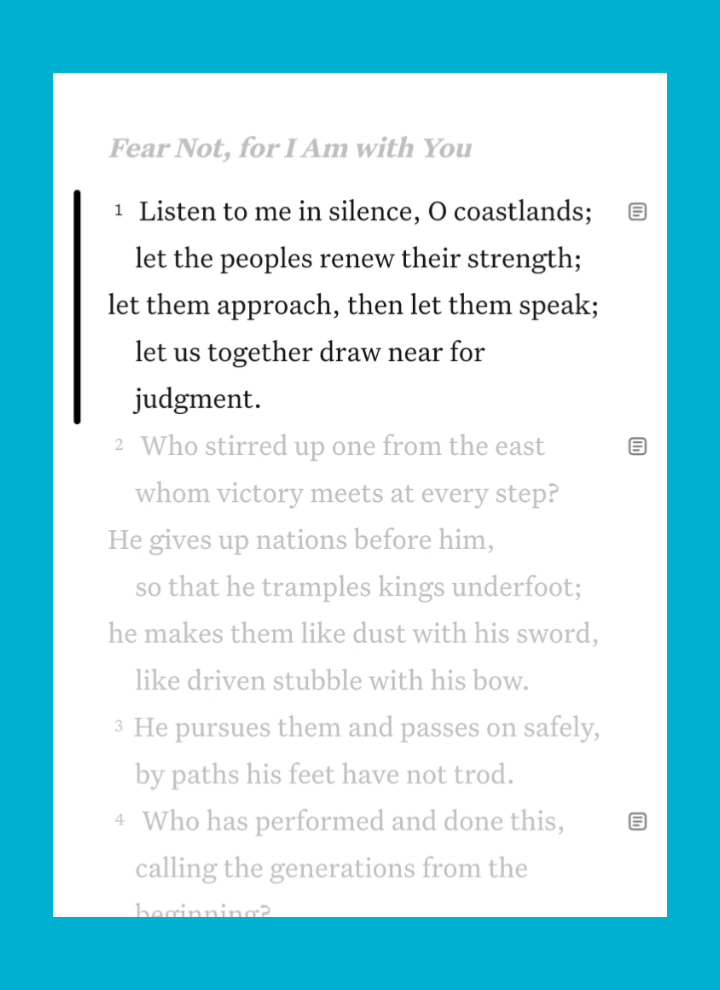 Fear Not, for I Am with You
1 Listen to me in silence, O coastlands;
let the peoples renew their strength;
let them approach, then let them speak;
let us together draw near for
judgment.
2 Who stirred up one from the east
whom victory meets at every step?
He gives up nations before him,
so that he tramples kings underfoot;
he makes them like dust with his sword,
like driven stubble with his bow.
3 He pursues them and passes on safely,
by paths his feet have not trod.
4 Who has performed and done this,
calling the generations from the
beginning?